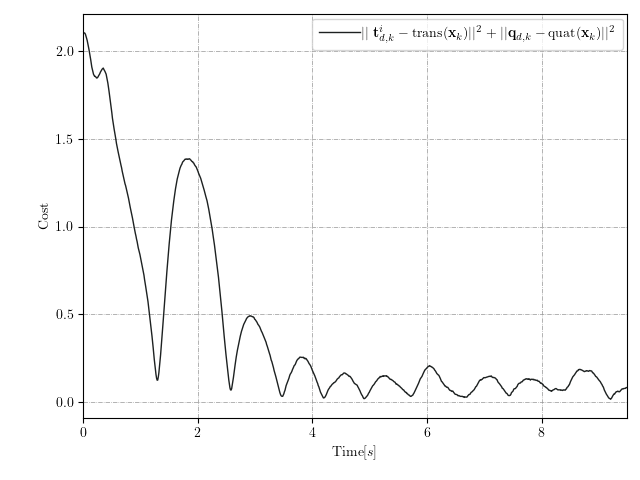 || t^i_{d,k} − trans(x_k)||² + ||q_{d,k} − quat(x_k)||²
2.0
1.5
1.0
0.5
0.0
Cost
0 2 4 6 8
Time[s]